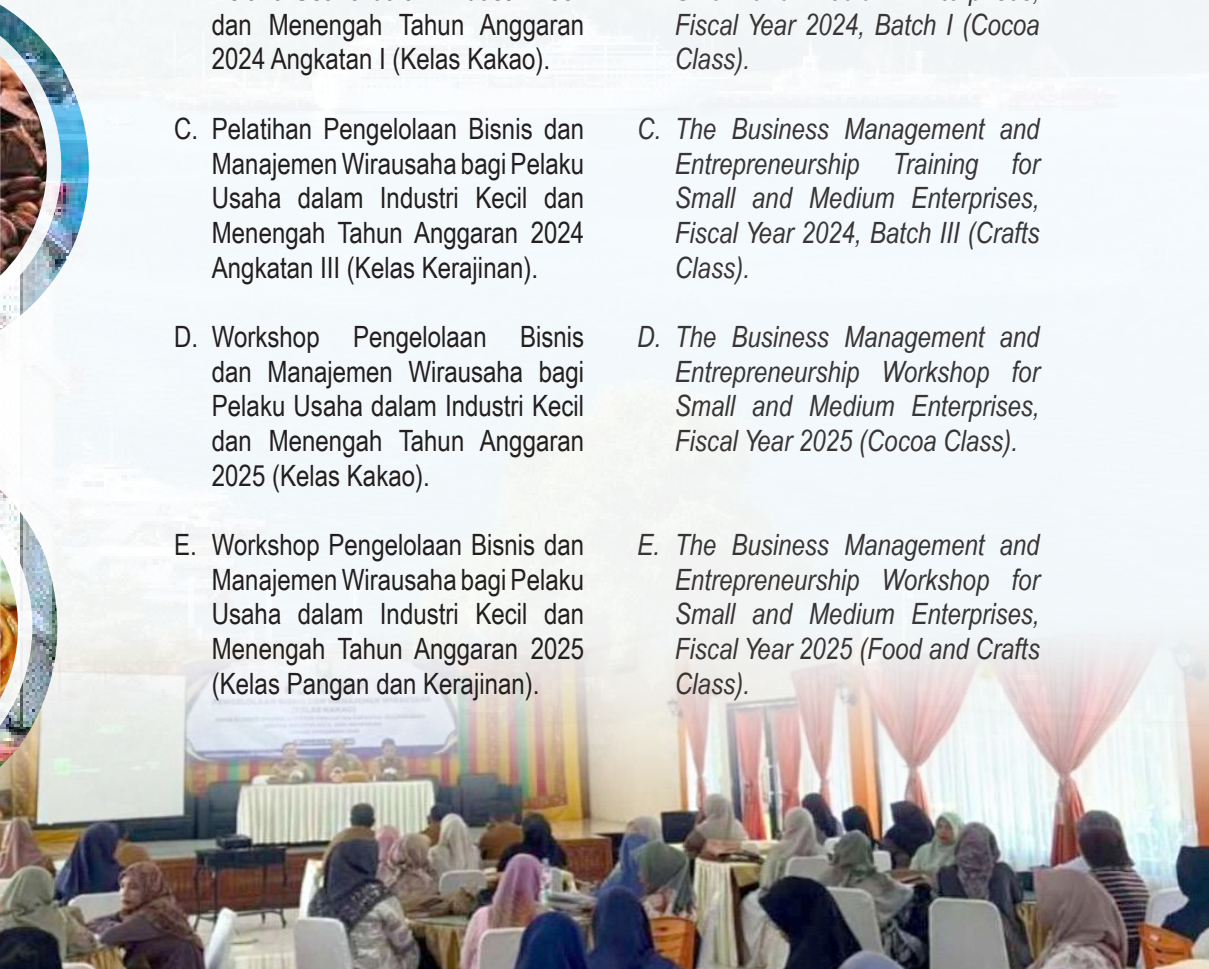 dan Menengah Tahun Anggaran
2024 Angkatan I (Kelas Kakao).
C. Pelatihan Pengelolaan Bisnis dan
Manajemen Wirausaha bagi Pelaku
Usaha dalam Industri Kecil dan
Menengah Tahun Anggaran 2024
Angkatan III (Kelas Kerajinan).
D. Workshop Pengelolaan Bisnis
dan Manajemen Wirausaha bagi
Pelaku Usaha dalam Industri Kecil
dan Menengah Tahun Anggaran
2025 (Kelas Kakao).
E. Workshop Pengelolaan Bisnis dan
Manajemen Wirausaha bagi Pelaku
Usaha dalam Industri Kecil dan
Menengah Tahun Anggaran 2025
(Kelas Pangan dan Kerajinan).
Fiscal Year 2024, Batch I (Cocoa
Class).
C. The Business Management and
Entrepreneurship Training for
Small and Medium Enterprises,
Fiscal Year 2024, Batch III (Crafts
Class).
D. The Business Management and
Entrepreneurship Workshop for
Small and Medium Enterprises,
Fiscal Year 2025 (Cocoa Class).
E. The Business Management and
Entrepreneurship Workshop for
Small and Medium Enterprises,
Fiscal Year 2025 (Food and Crafts
Class).
(KELAS KAKAO)